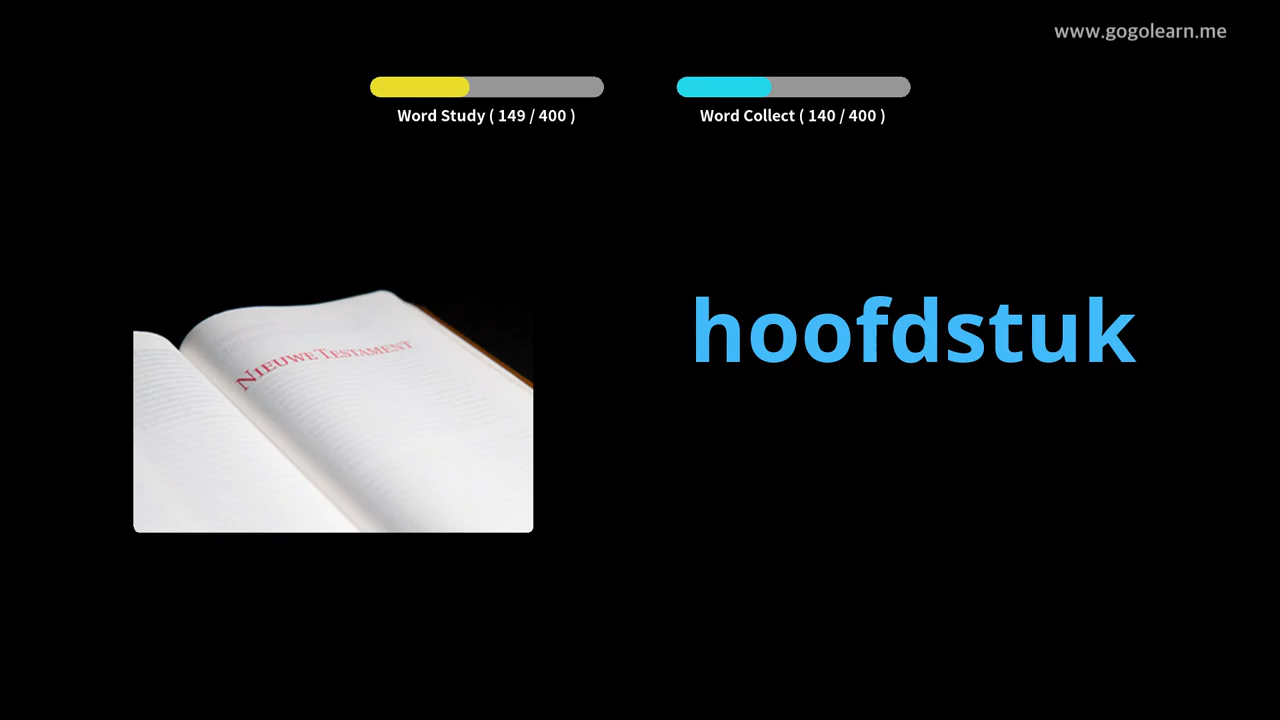 www.gogolearn.me
Word Study ( 149 / 400 )
Word Collect ( 140 / 400 )
NIEUWE TESTAMENT
hoofdstuk